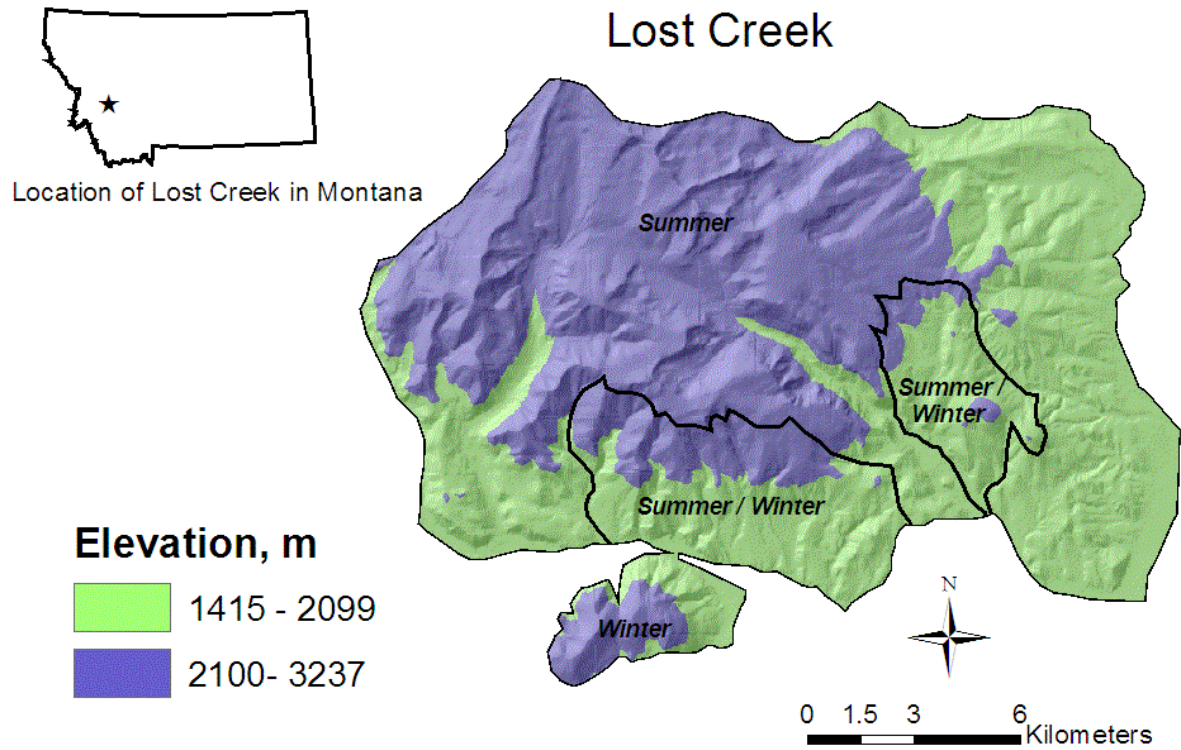 Lost Creek
Location of Lost Creek in Montana
Summer
Summer /
Winter
Summer / Winter
Winter
Elevation, m
1415 - 2099
2100- 3237
N
0 1.5 3 6
Kilometers